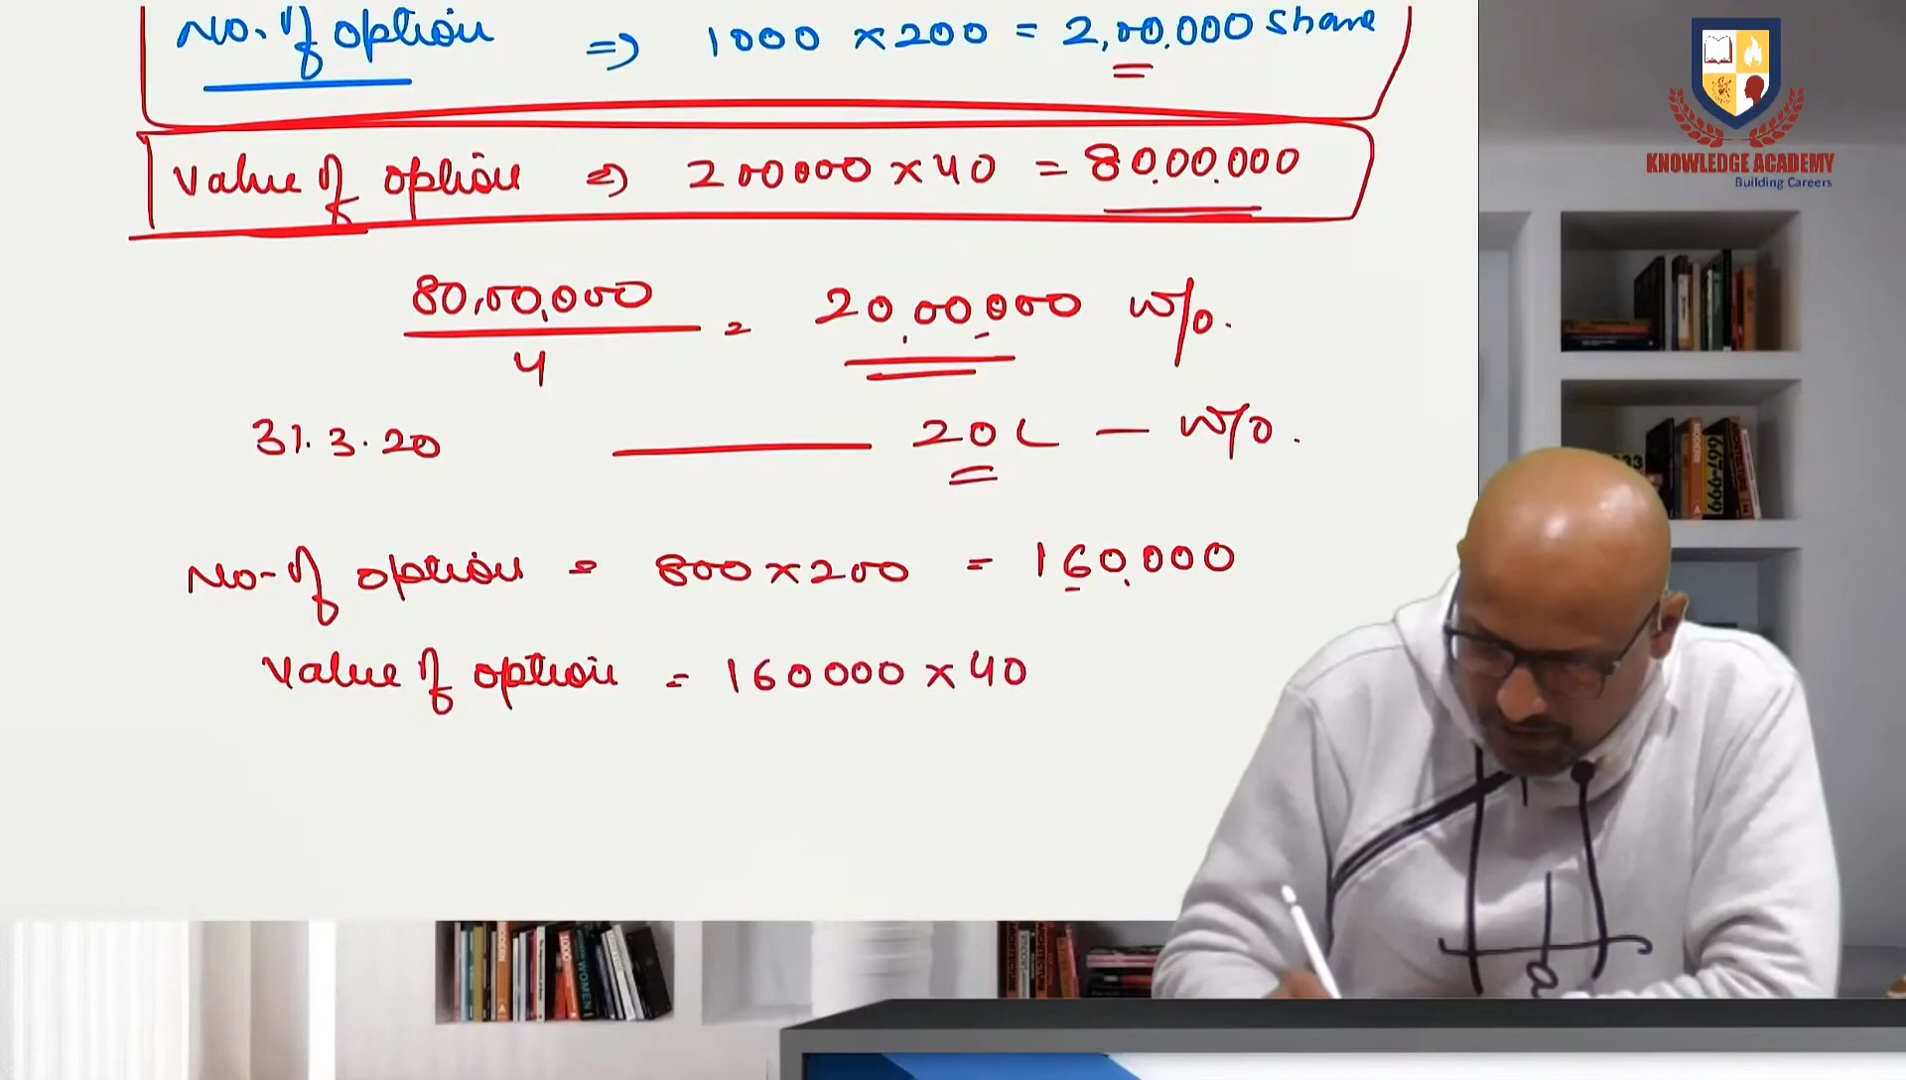 No. of option => 1000 x 200 = 2,00,000 Share
KNOWLEDGE ACADEMY
Building Careers
Value of option => 200000 x 40 = 80,00,000
80,00,000 / 4 = 20,00,000 w/o.
31.3.20 — 20L — w/o.
No. of option = 800 x 200 = 160,000
Value of option = 160000 x 40